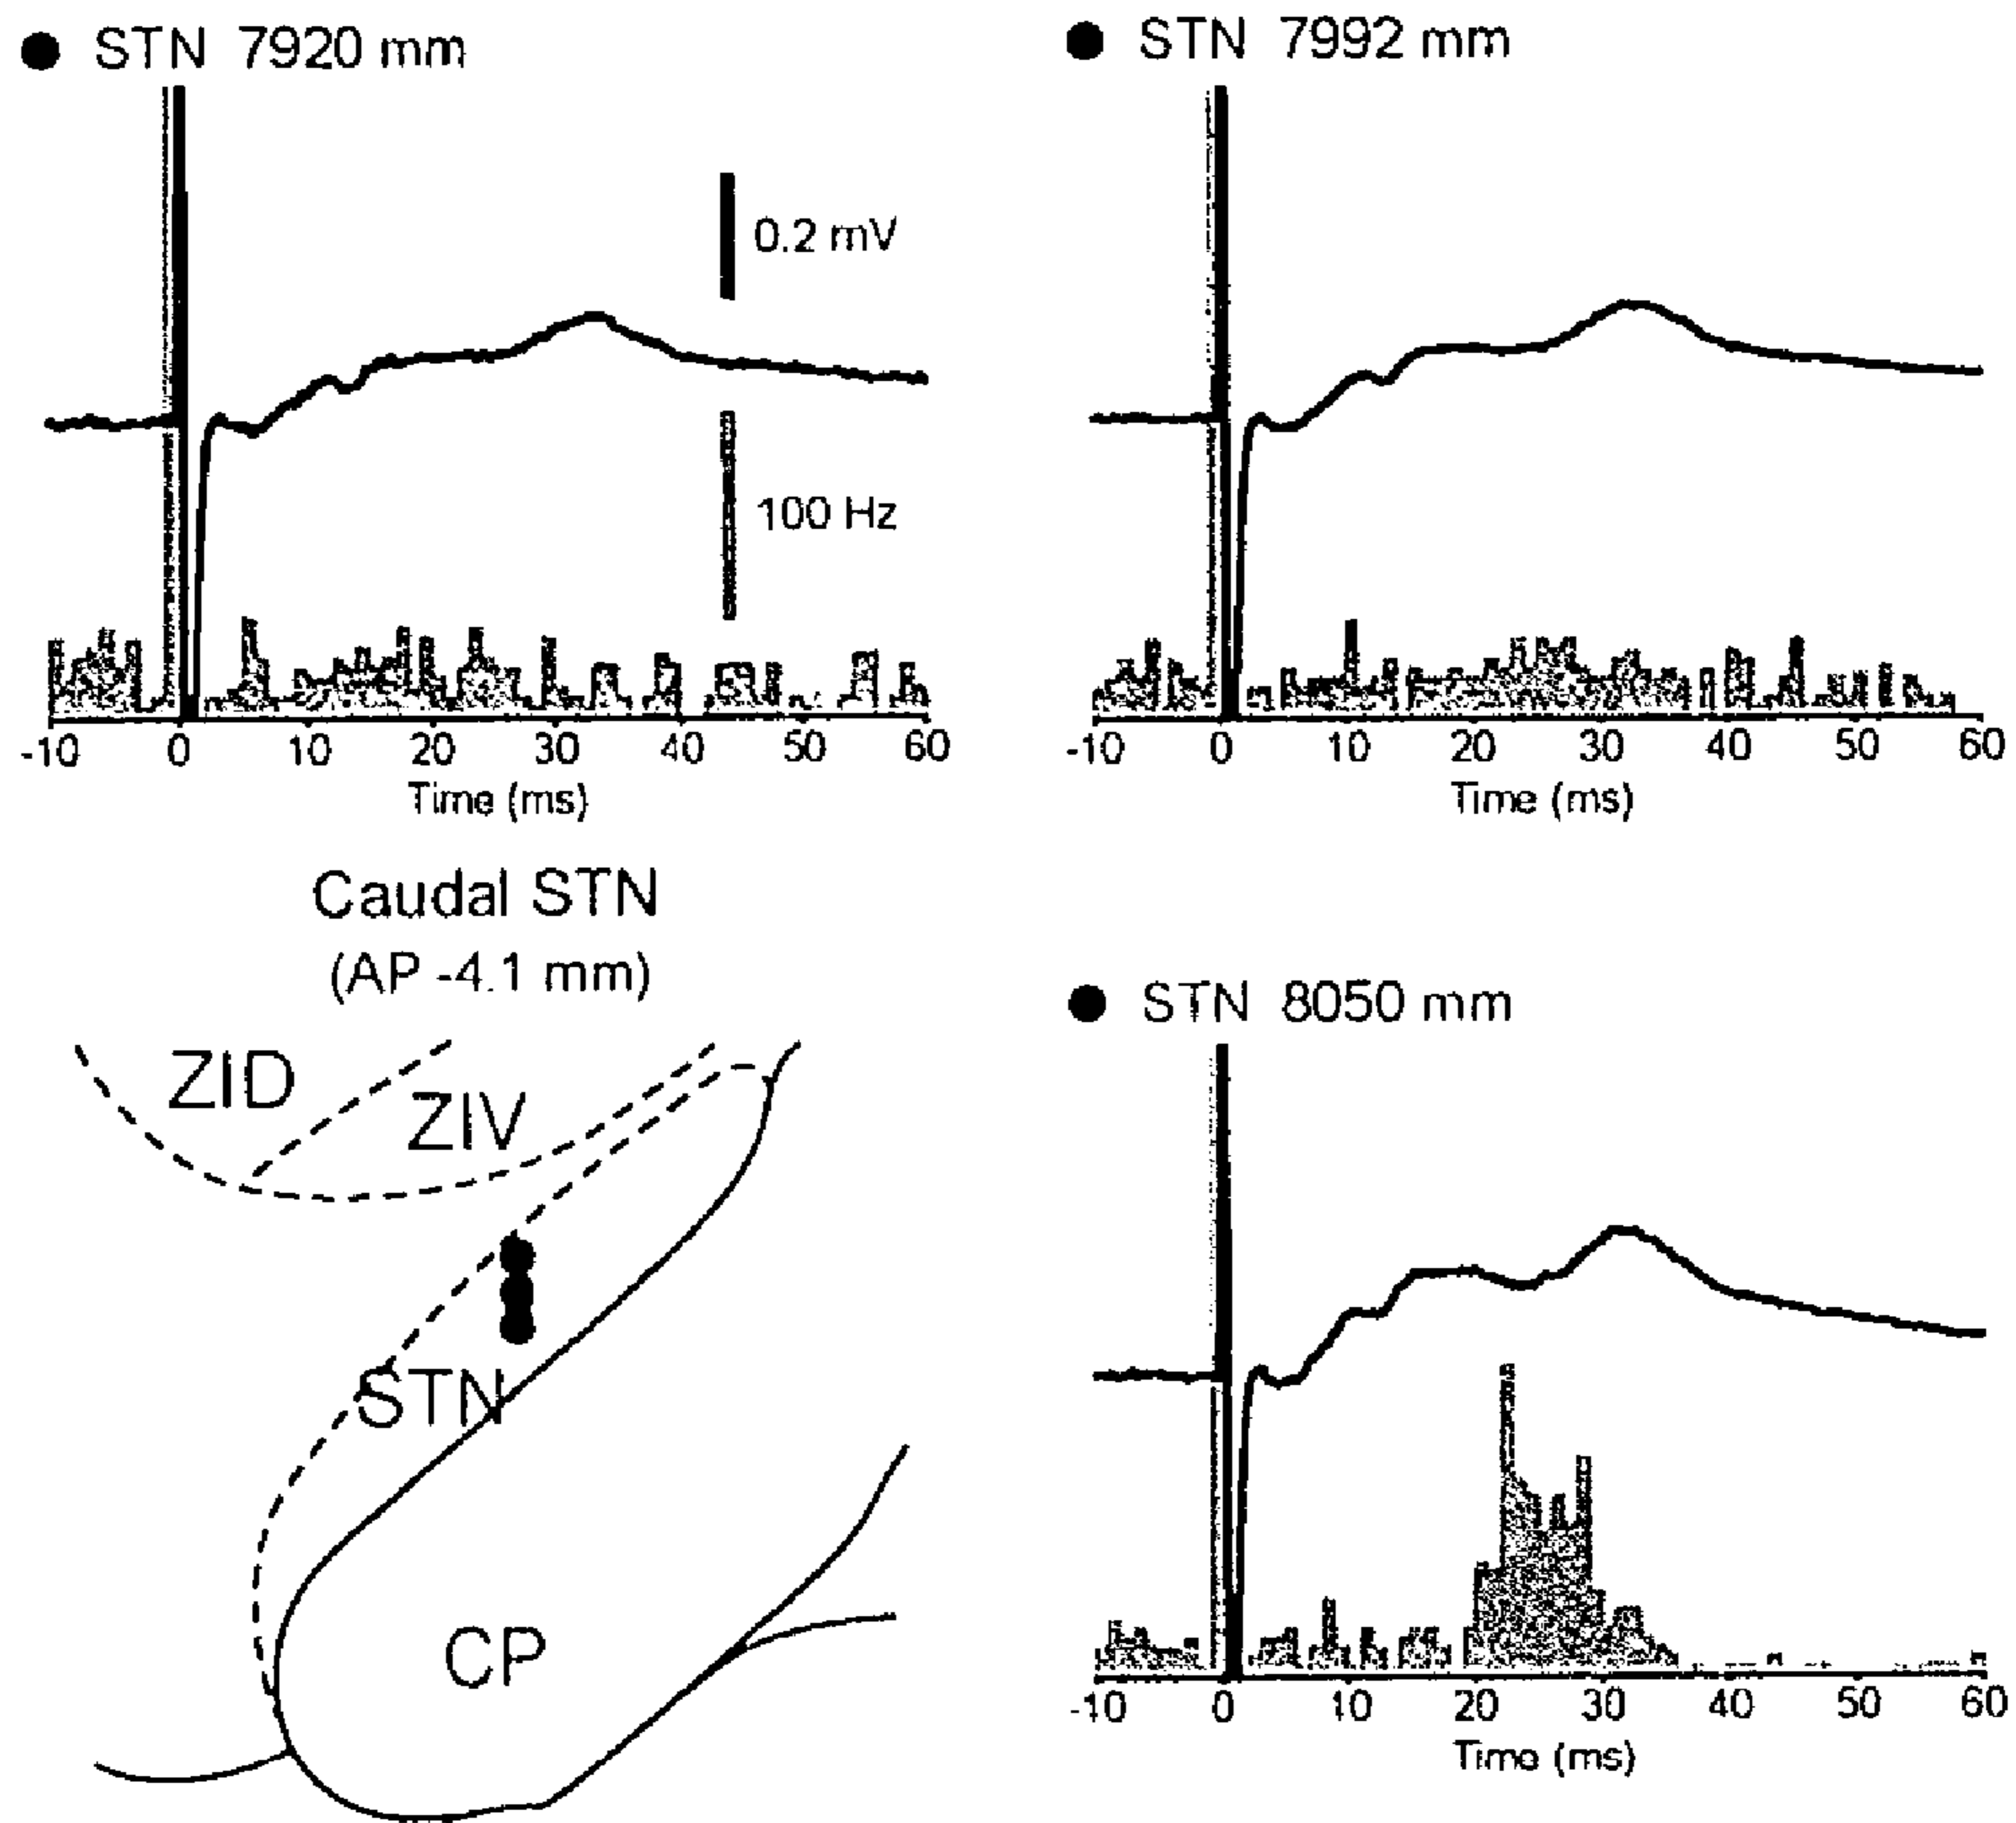 STN 7920 mm
0.2 mV
100 Hz
-10 0 10 20 30 40 50 60
Time (ms)
STN 7992 mm
-10 0 10 20 30 40 50 60
Time (ms)
Caudal STN
(AP -4.1 mm)
ZID
ZIV
STN
CP
STN 8050 mm
-10 0 10 20 30 40 50 60
Time (ms)